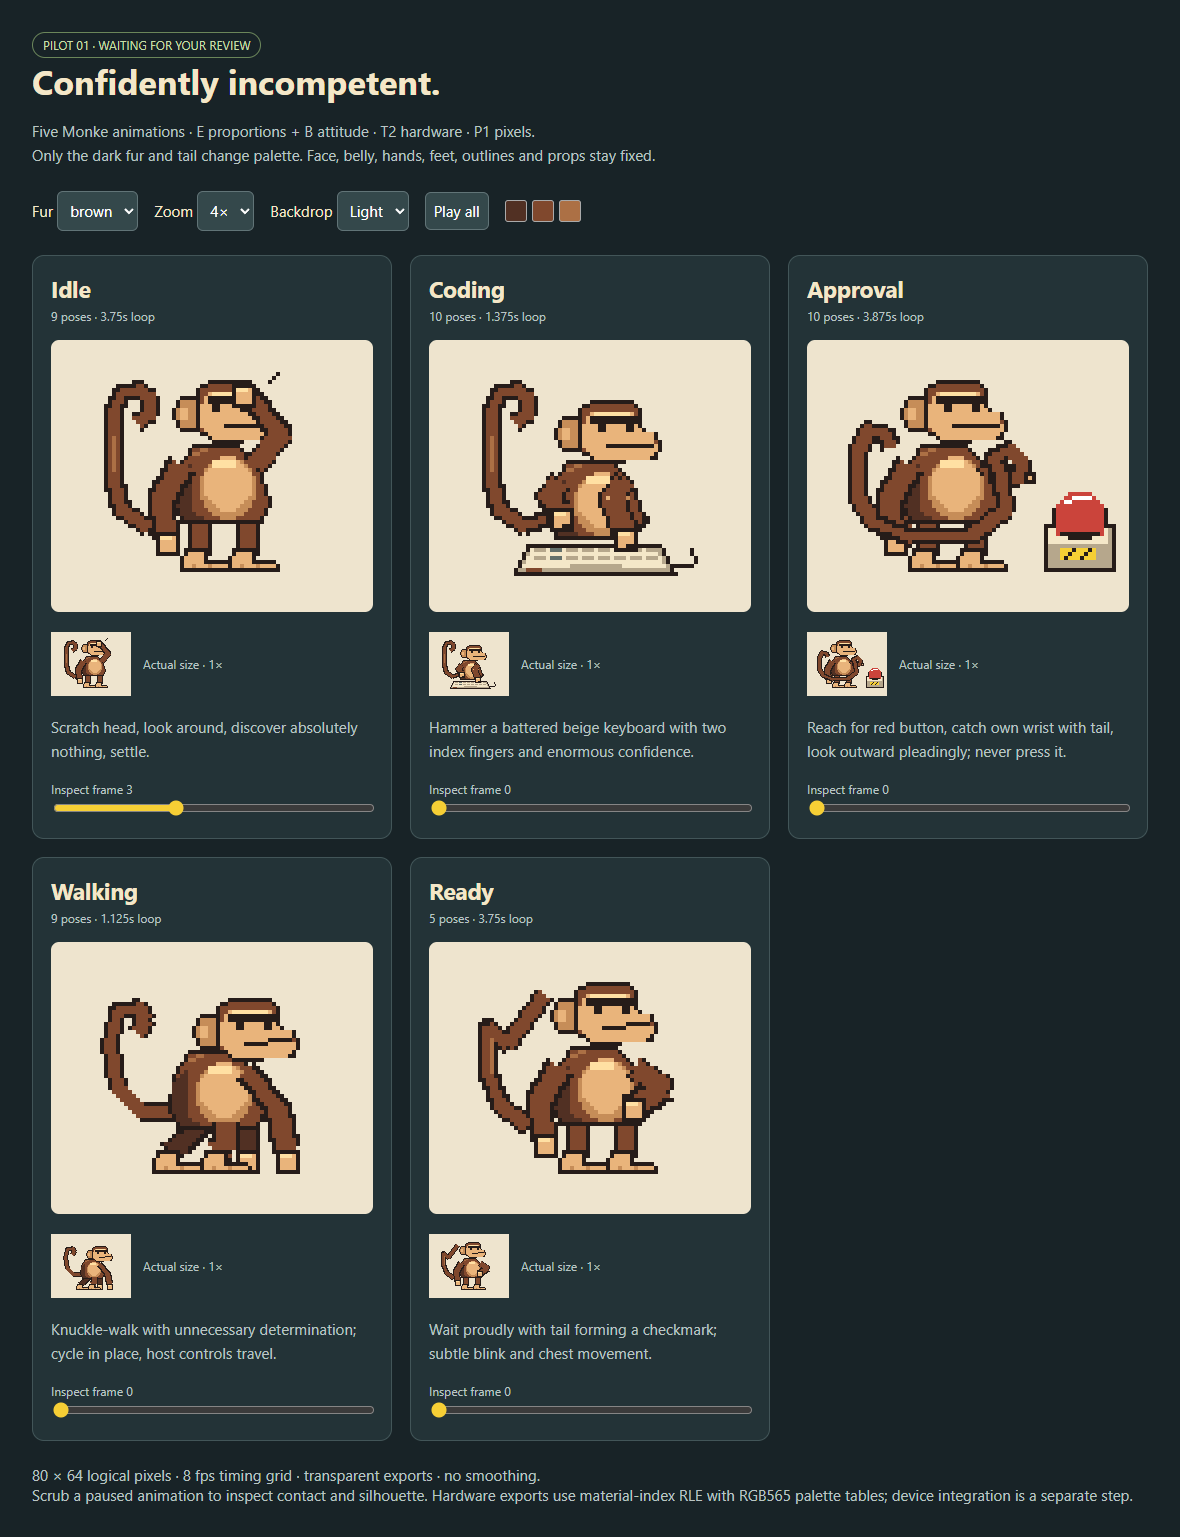 PILOT 01 · WAITING FOR YOUR REVIEW
Confidently incompetent.
Five Monke animations · E proportions + B attitude · T2 hardware · P1 pixels.
Only the dark fur and tail change palette. Face, belly, hands, feet, outlines and props stay fixed.
Fur brown Zoom 4× Backdrop Light Play all
Idle
9 poses · 3.75s loop
Actual size · 1×
Scratch head, look around, discover absolutely
nothing, settle.
Inspect frame 3
Coding
10 poses · 1.375s loop
Actual size · 1×
Hammer a battered beige keyboard with two
index fingers and enormous confidence.
Inspect frame 0
Approval
10 poses · 3.875s loop
Actual size · 1×
Reach for red button, catch own wrist with tail,
look outward pleadingly; never press it.
Inspect frame 0
Walking
9 poses · 1.125s loop
Actual size · 1×
Knuckle-walk with unnecessary determination;
cycle in place, host controls travel.
Inspect frame 0
Ready
5 poses · 3.75s loop
Actual size · 1×
Wait proudly with tail forming a checkmark;
subtle blink and chest movement.
Inspect frame 0
80 × 64 logical pixels · 8 fps timing grid · transparent exports · no smoothing.
Scrub a paused animation to inspect contact and silhouette. Hardware exports use material-index RLE with RGB565 palette tables; device integration is a separate step.